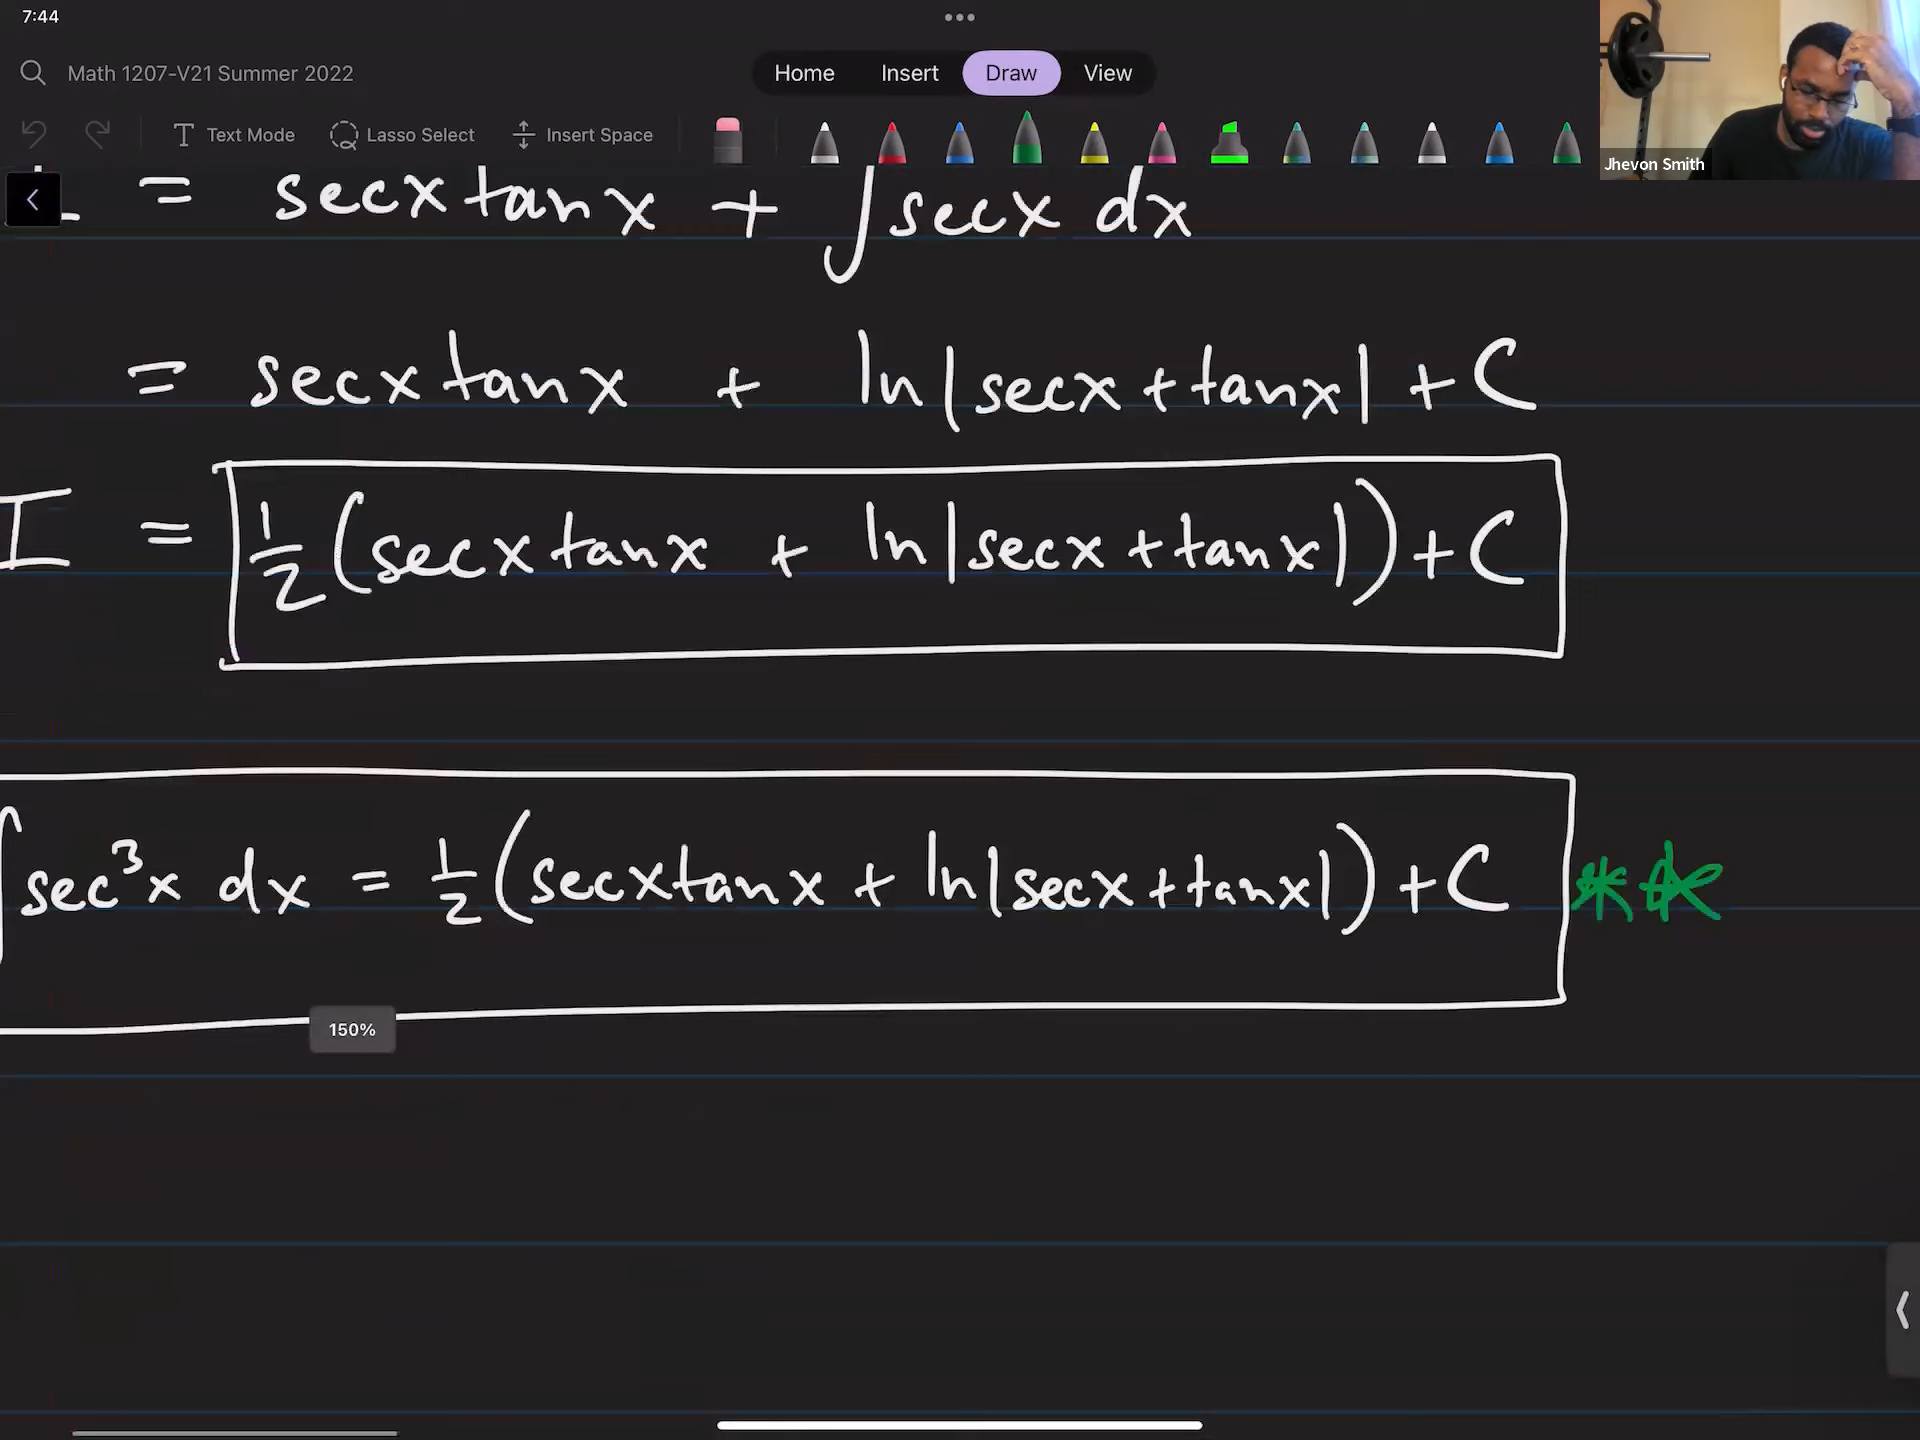 7:44
Math 1207-V21 Summer 2022
Home Insert Draw View
Text Mode Lasso Select Insert Space
Jhevon Smith
= secx tanx + ∫secx dx
= secx tanx + ln|secx + tanx| + C
I = 1/2(secx tanx + ln|secx + tanx|) + C
∫sec³x dx = 1/2(secxtanx + ln|secx + tanx|) + C **
150%